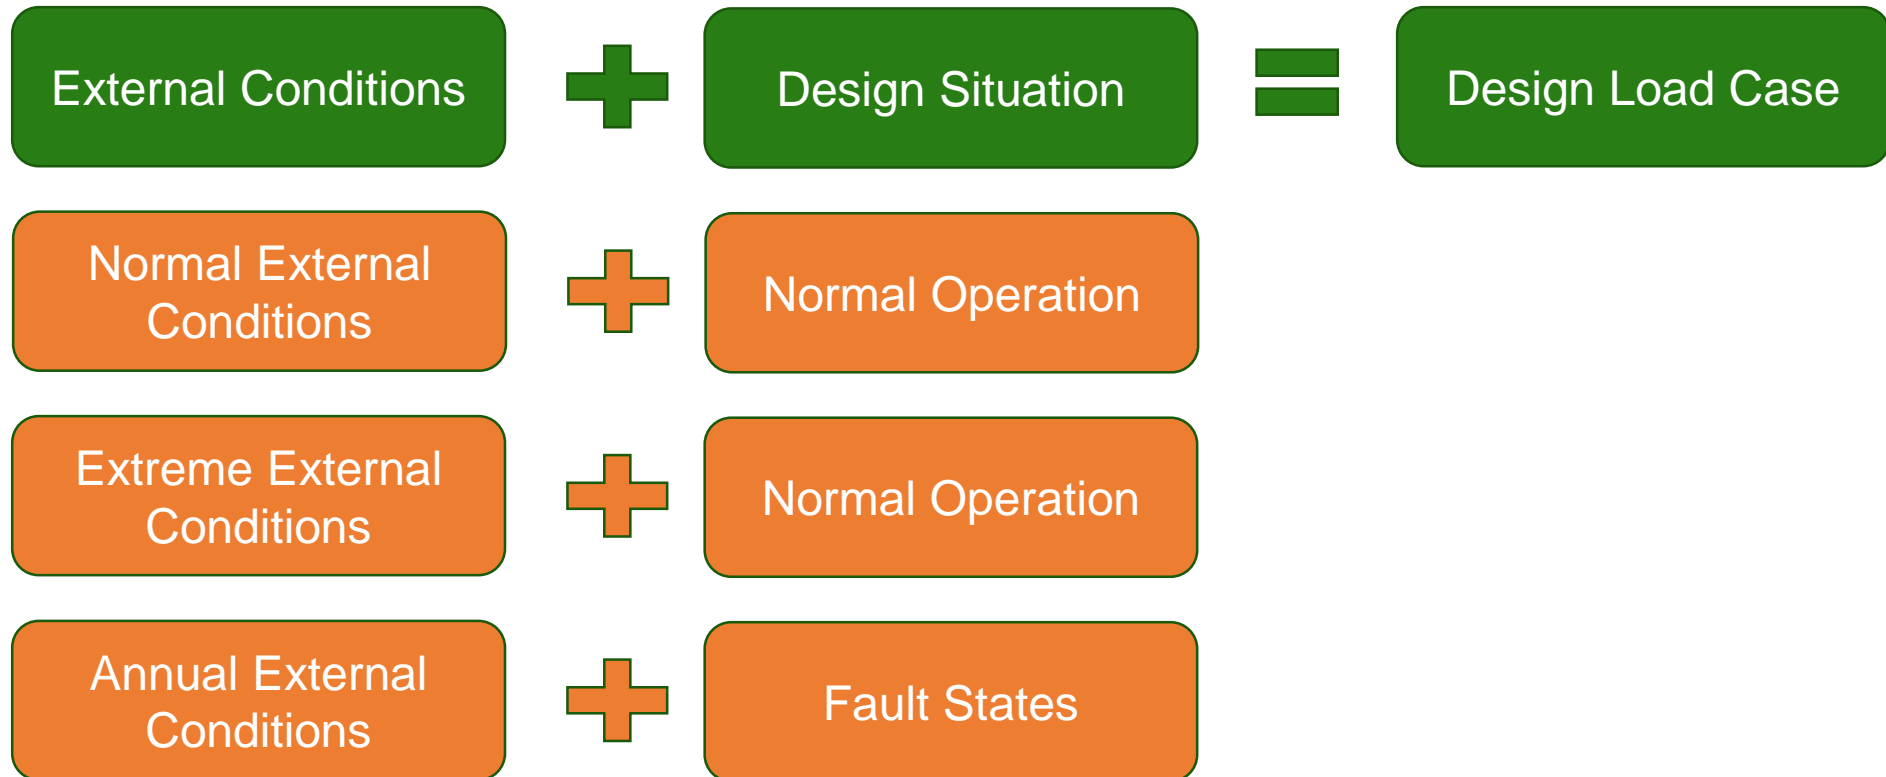 External Conditions
Design Situation
Design Load Case
Normal External
Conditions
Normal Operation
Extreme External
Conditions
Normal Operation
Annual External
Conditions
Fault States